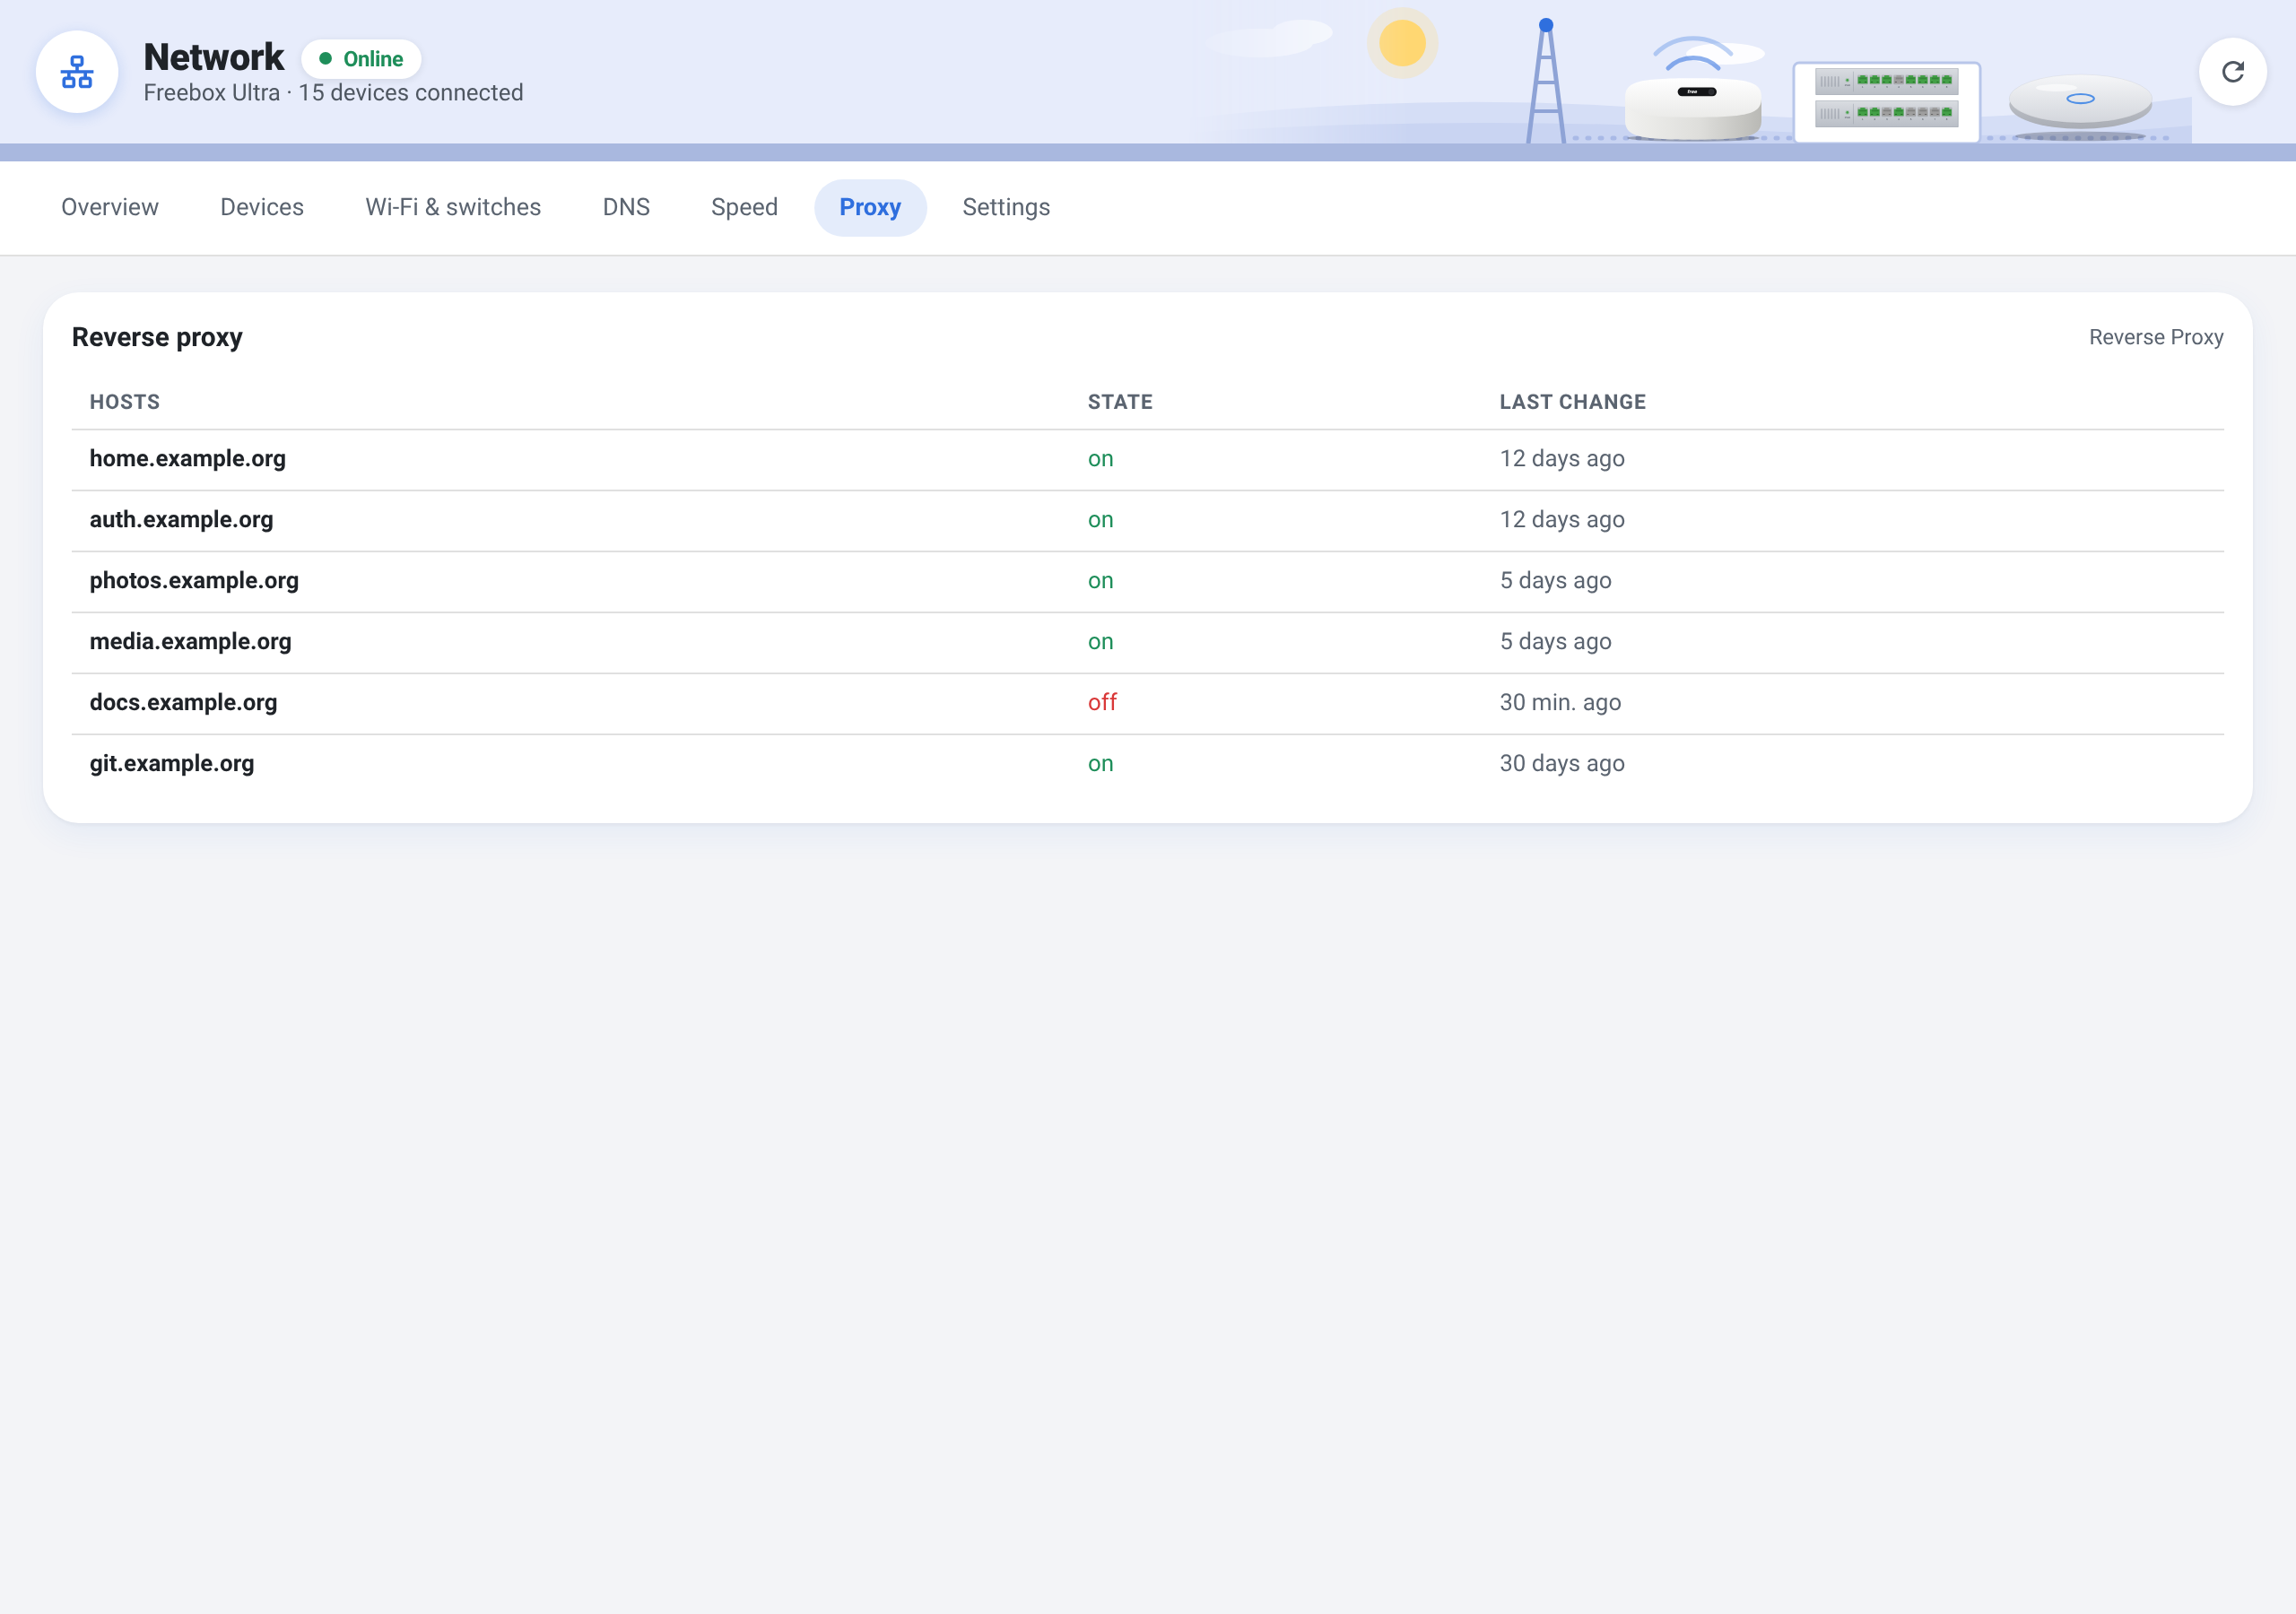 Network
Online
Freebox Ultra · 15 devices connected
free
Overview
Devices
Wi-Fi & switches
DNS
Speed
Proxy
Settings
Reverse proxy
Reverse Proxy
HOSTS STATE LAST CHANGE
home.example.org on 12 days ago
auth.example.org on 12 days ago
photos.example.org on 5 days ago
media.example.org on 5 days ago
docs.example.org off 30 min. ago
git.example.org on 30 days ago